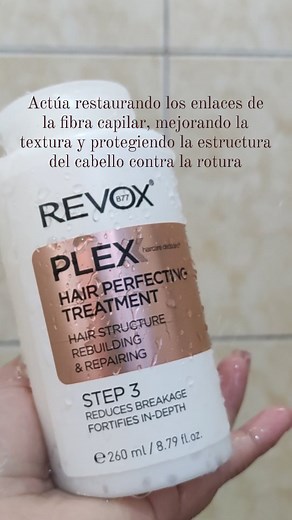 Actúa restaurando los enlaces de
la fibra capilar, mejorando la
textura y protegiendo la estructura
del cabello contra la rotura
REVOX
B77
PLEX
HAIR PERFECTING
TREATMENT
HAIR STRUCTURE
REBUILDING
& REPAIRING
STEP 3
REDUCES BREAKAGE
FORTIFIES IN-DEPTH
℮260 ml / 8.79 fl.oz.